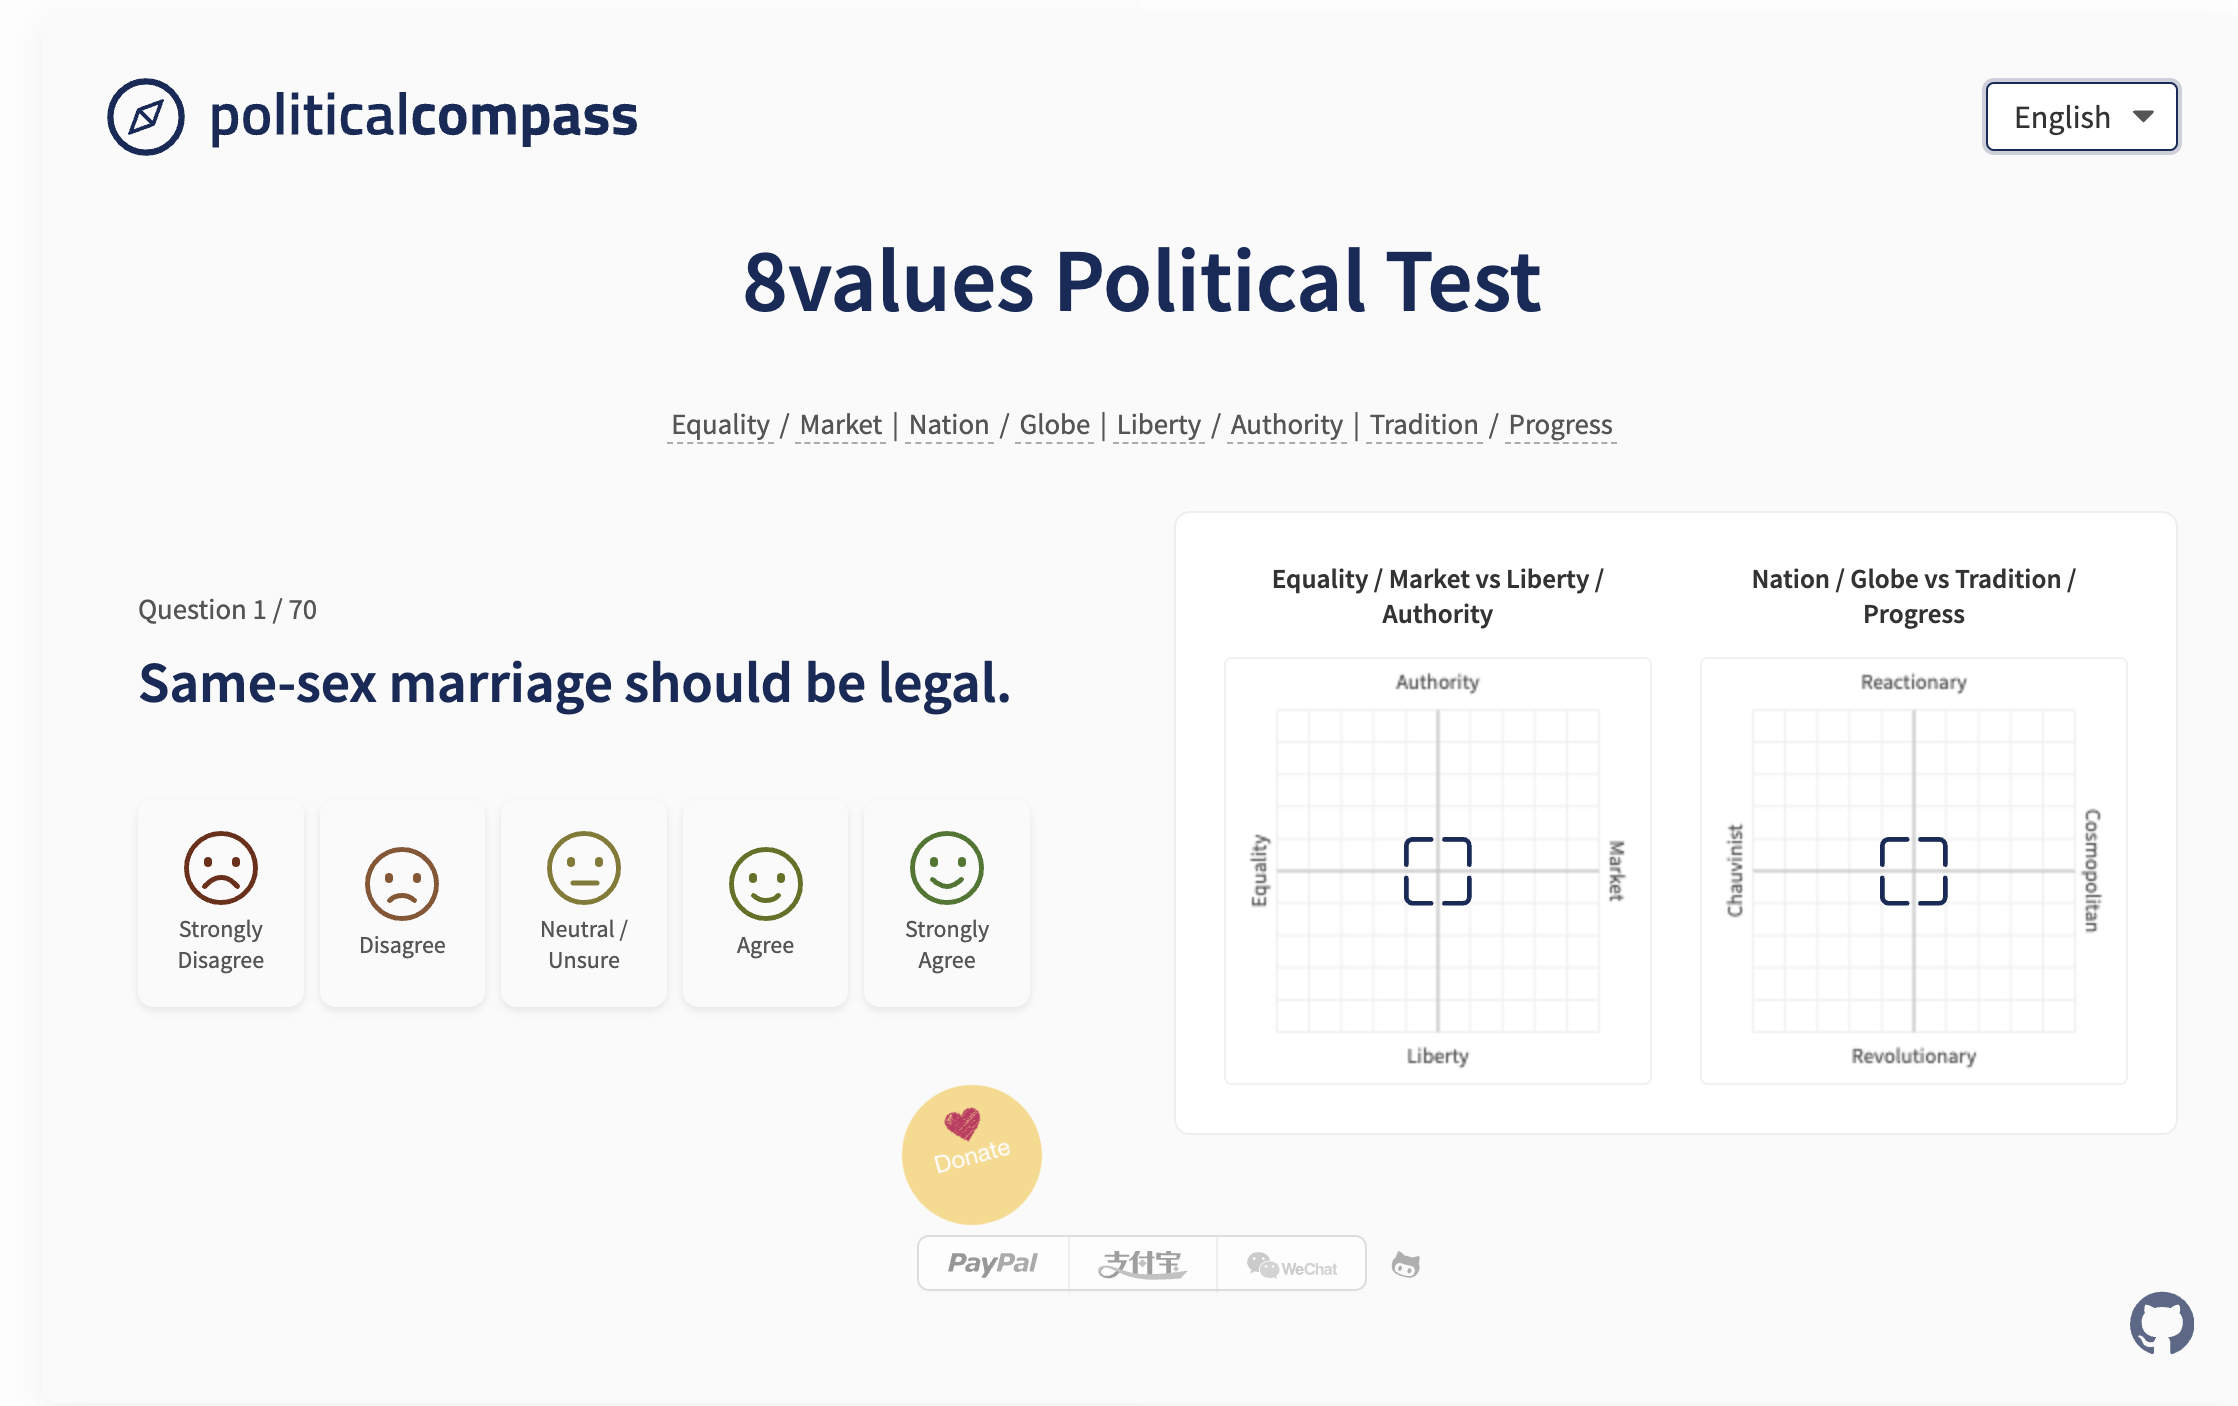 politicalcompass
English
8values Political Test
Equality / Market | Nation / Globe | Liberty / Authority | Tradition / Progress
Question 1 / 70
Same-sex marriage should be legal.
Strongly
Disagree
Disagree
Neutral /
Unsure
Agree
Strongly
Agree
Equality / Market vs Liberty /
Authority
Authority
Equality
Market
Liberty
Nation / Globe vs Tradition /
Progress
Reactionary
Chauvinist
Cosmopolitan
Revolutionary
Donate
PayPal
支付宝
WeChat